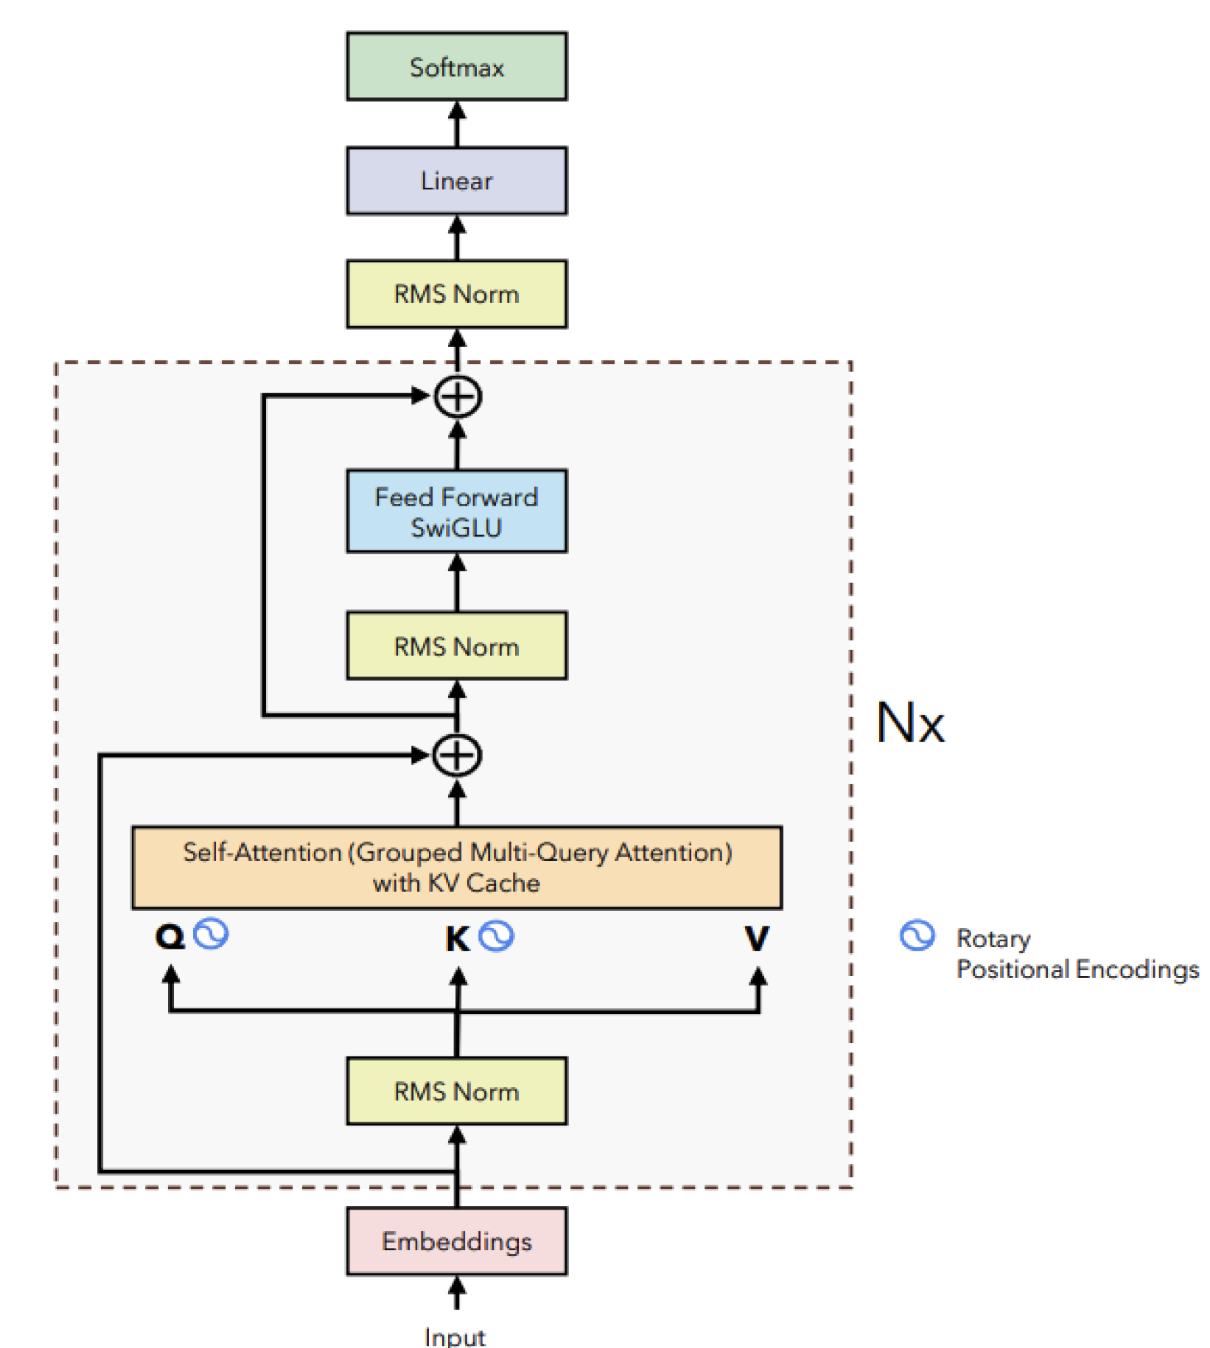 Softmax
Linear
RMS Norm
Feed Forward
SwiGLU
RMS Norm
Nx
Self-Attention (Grouped Multi-Query Attention)
with KV Cache
Q K V
Rotary
Positional Encodings
RMS Norm
Embeddings
Input